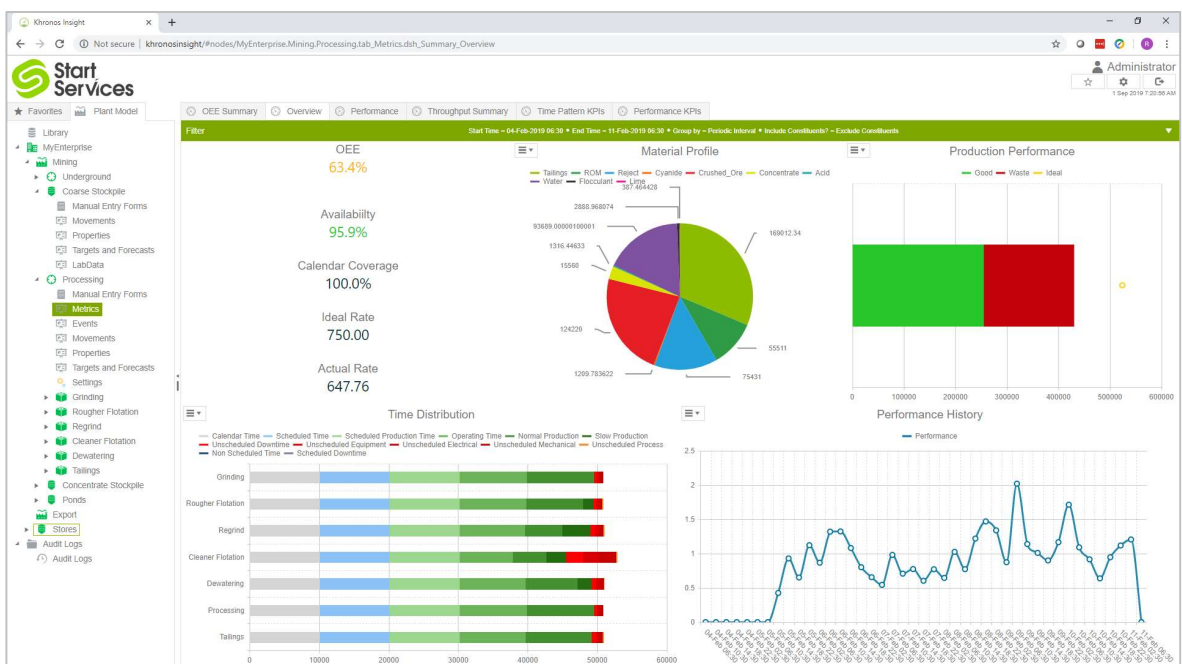 Khronos Insight
Not secure | khronosinsight/#nodes/MyEnterprise.Mining.Processing.tab_Metrics.dsh_Summary_Overview
Start
Services
Administrator
1 Sep 2019 7:20:56 AM
Favorites
Plant Model
OEE Summary
Overview
Performance
Throughput Summary
Time Pattern KPIs
Performance KPIs
Library
MyEnterprise
Mining
Underground
Coarse Stockpile
Manual Entry Forms
Movements
Properties
Targets and Forecasts
LabData
Processing
Manual Entry Forms
Metrics
Events
Movements
Properties
Targets and Forecasts
Settings
Grinding
Rougher Flotation
Regrind
Cleaner Flotation
Dewatering
Tailings
Concentrate Stockpile
Ponds
Export
Stores
Audit Logs
Audit Logs
Filter
Start Time ~ 04-Feb-2019 06:30 • End Time ~ 11-Feb-2019 06:30 • Group by ~ Periodic Interval • Include Constituents? ~ Exclude Constituents
OEE
63.4%
Availability
95.9%
Calendar Coverage
100.0%
Ideal Rate
750.00
Actual Rate
647.76
Material Profile
Tailings ROM Reject Cyanide Crushed_Ore Concentrate Acid
Water Flocculant Lime
387.464428
2888.968074
93689.00000100001
1316.44633
15560
124220
1209.783622
169012.34
55511
75431
Production Performance
Good Waste Ideal
0 100000 200000 300000 400000 500000 600000
Time Distribution
Calendar Time Scheduled Time Scheduled Production Time Operating Time Normal Production Slow Production
Unscheduled Downtime Unscheduled Equipment Unscheduled Electrical Unscheduled Mechanical Unscheduled Process
Non Scheduled Time Scheduled Downtime
Grinding
Rougher Flotation
Regrind
Cleaner Flotation
Dewatering
Processing
Tailings
0 10000 20000 30000 40000 50000 60000
Performance History
Performance
2.5
2
1.5
1
0.5
0